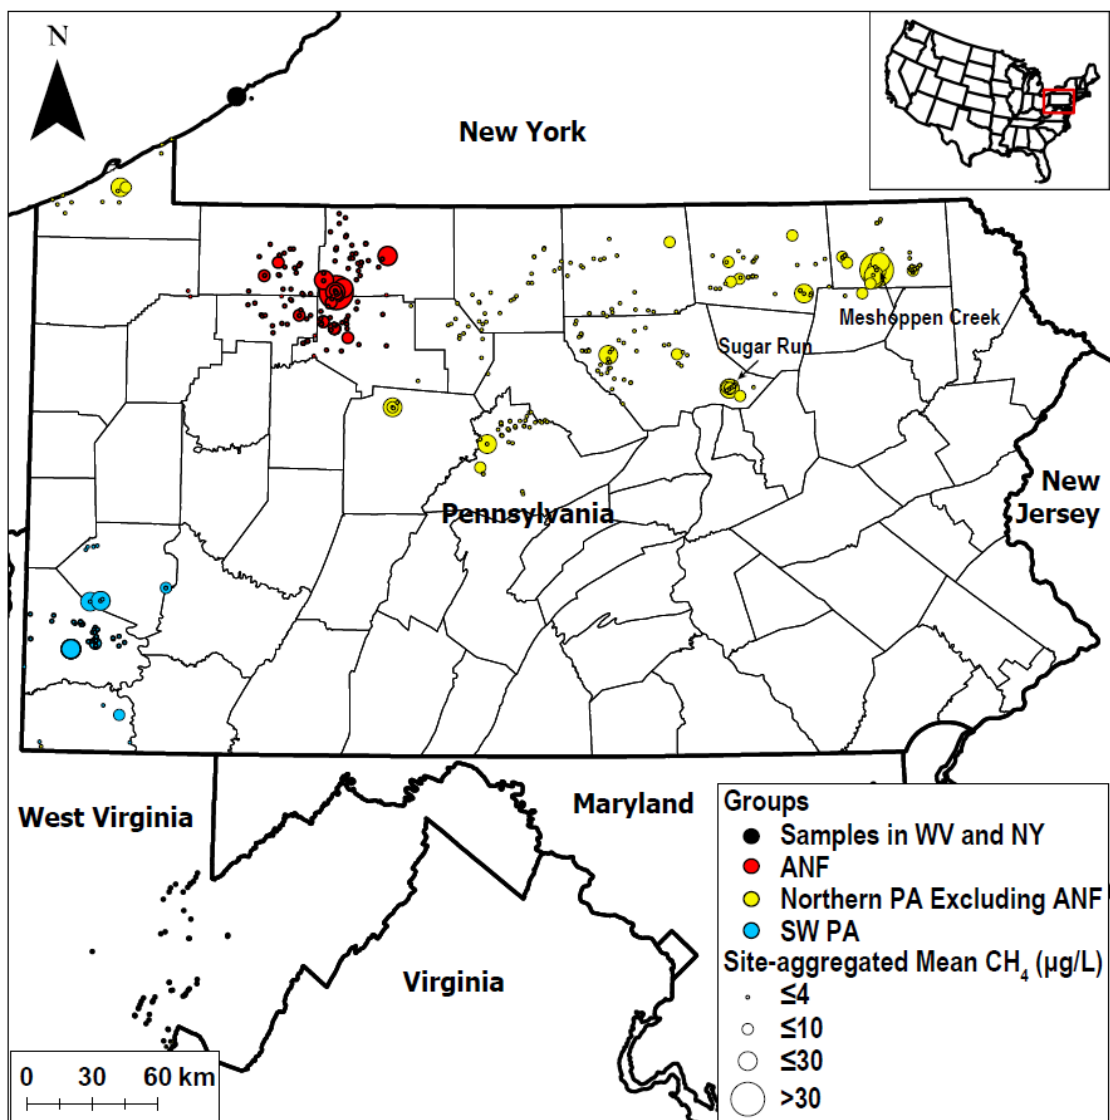 N
New York
Meshoppen Creek
Sugar Run
Pennsylvania
New
Jersey
West Virginia
Maryland
Virginia
Groups
Samples in WV and NY
ANF
Northern PA Excluding ANF
SW PA
Site-aggregated Mean CH₄ (µg/L)
≤4
≤10
≤30
>30
0 30 60 km